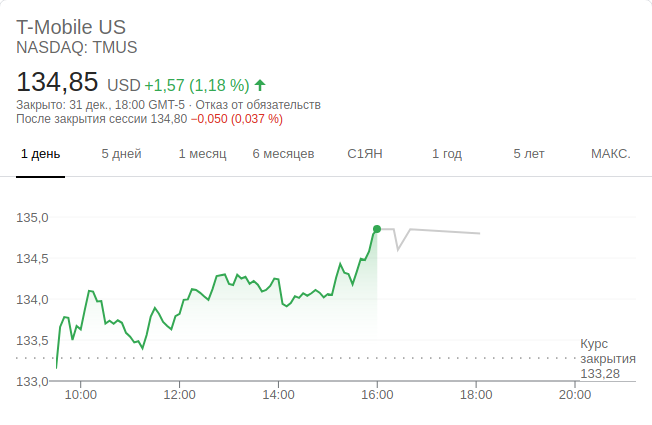 T-Mobile US
NASDAQ: TMUS
134,85 USD +1,57 (1,18 %)
Закрыто: 31 дек., 18:00 GMT-5 · Отказ от обязательств
После закрытия сессии 134,80 −0,050 (0,037 %)
1 день 5 дней 1 месяц 6 месяцев С1ЯН 1 год 5 лет МАКС.
135,0
134,5
134,0
133,5
Курс
закрытия
133,28
133,0
10:00 12:00 14:00 16:00 18:00 20:00